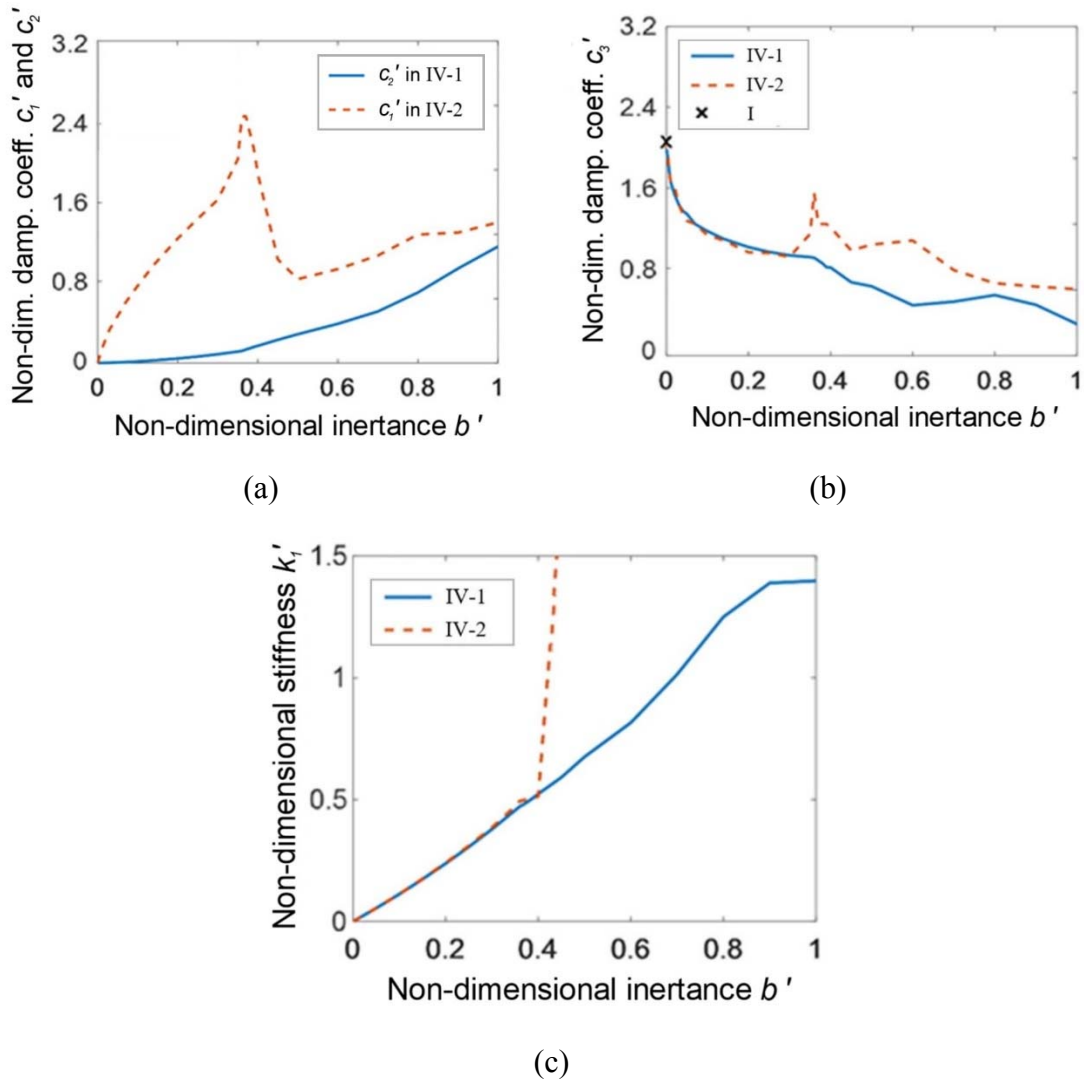 Non-dim. damp. coeff. c₁′ and c₂′
3.2
2.4
1.6
0.8
0
c₂′ in IV-1
c₁′ in IV-2
0 0.2 0.4 0.6 0.8 1
Non-dimensional inertance b ′
(a)
Non-dim. damp. coeff. c₃′
3.2
2.4
1.6
0.8
0
IV-1
IV-2
I
0 0.2 0.4 0.6 0.8 1
Non-dimensional inertance b ′
(b)
Non-dimensional stiffness k₁′
1.5
1
0.5
0
IV-1
IV-2
0 0.2 0.4 0.6 0.8 1
Non-dimensional inertance b ′
(c)